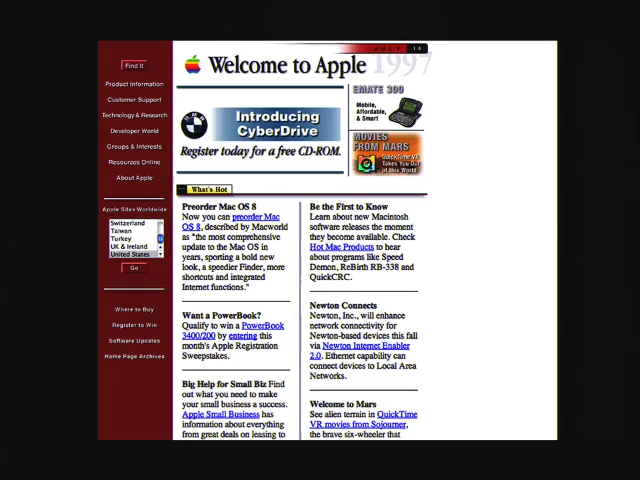 Find It
Product Information
Customer Support
Technology & Research
Developer World
Groups & Interests
Resources Online
About Apple
Apple Sites Worldwide
Switzerland
Taiwan
Turkey
UK & Ireland
United States
Go
Where to Buy
Register to Win
Software Updates
Home Page Archives
JULY 14
1997
Welcome to Apple
BMW
Introducing
CyberDrive
Register today for a free CD-ROM.
EMATE 300
Mobile,
Affordable,
& Smart
MOVIES
FROM MARS
QuickTime VR
Takes You Out
of this World
What's Hot
Preorder Mac OS 8
Now you can preorder Mac
OS 8, described by Macworld
as "the most comprehensive
update to the Mac OS in
years, sporting a bold new
look, a speedier Finder, more
shortcuts and integrated
Internet functions."
Want a PowerBook?
Qualify to win a PowerBook
3400/200 by entering this
month's Apple Registration
Sweepstakes.
Big Help for Small Biz Find
out what you need to make
your small business a success.
Apple Small Business has
information about everything
from great deals on leasing to
Be the First to Know
Learn about new Macintosh
software releases the moment
they become available. Check
Hot Mac Products to hear
about programs like Speed
Demon, ReBirth RB-338 and
QuickCRC.
Newton Connects
Newton, Inc., will enhance
network connectivity for
Newton-based devices this fall
via Newton Internet Enabler
2.0. Ethernet capability can
connect devices to Local Area
Networks.
Welcome to Mars
See alien terrain in QuickTime
VR movies from Sojourner,
the brave six-wheeler that